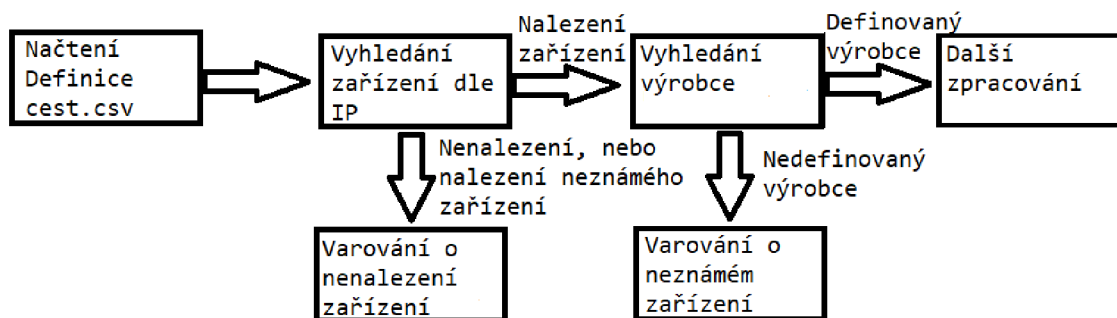 Načtení
Definice
cest.csv
Vyhledání
zařízení dle
IP
Nalezení
zařízení
Vyhledání
výrobce
Definovaný
výrobce
Další
zpracování
Nenalezení, nebo
nalezení neznámého
zařízení
Nedefinovaný
výrobce
Varování o
nenalezení
zařízení
Varování o
neznámém
zařízení